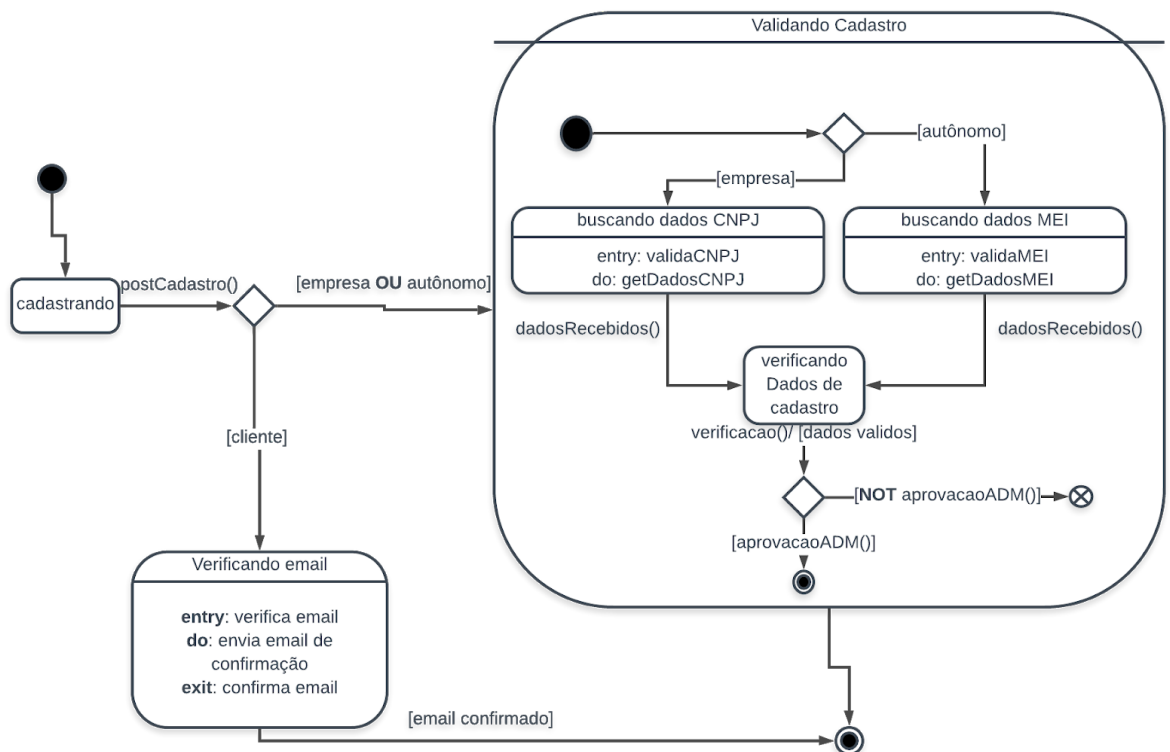 Validando Cadastro
[autônomo]
[empresa]
buscando dados CNPJ
entry: validaCNPJ
do: getDadosCNPJ
buscando dados MEI
entry: validaMEI
do: getDadosMEI
cadastrando
postCadastro()
[empresa OU autônomo]
dadosRecebidos()
dadosRecebidos()
verificando
Dados de
cadastro
verificacao()/ [dados validos]
[cliente]
[NOT aprovacaoADM()]
[aprovacaoADM()]
Verificando email
entry: verifica email
do: envia email de
confirmação
exit: confirma email
[email confirmado]